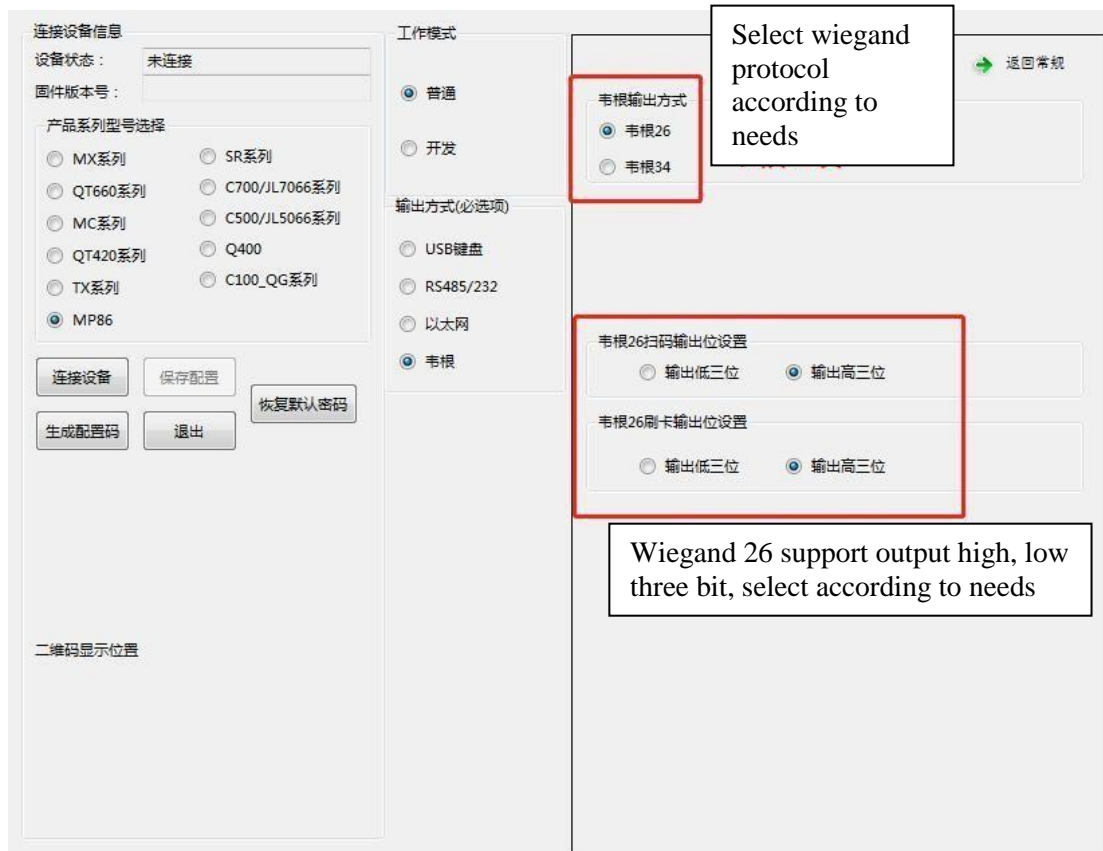 连接设备信息
设备状态：
未连接
固件版本号：
产品系列型号选择
MX系列
SR系列
QT660系列
C700/JL7066系列
MC系列
C500/JL5066系列
QT420系列
Q400
TX系列
C100_QG系列
MP86
连接设备
保存配置
恢复默认密码
生成配置码
退出
二维码显示位置
工作模式
普通
开发
输出方式(必选项)
USB键盘
RS485/232
以太网
韦根
Select wiegand
protocol
according to
needs
返回常规
韦根输出方式
韦根26
韦根34
韦根26扫码输出位设置
输出低三位
输出高三位
韦根26刷卡输出位设置
输出低三位
输出高三位
Wiegand 26 support output high, low
three bit, select according to needs